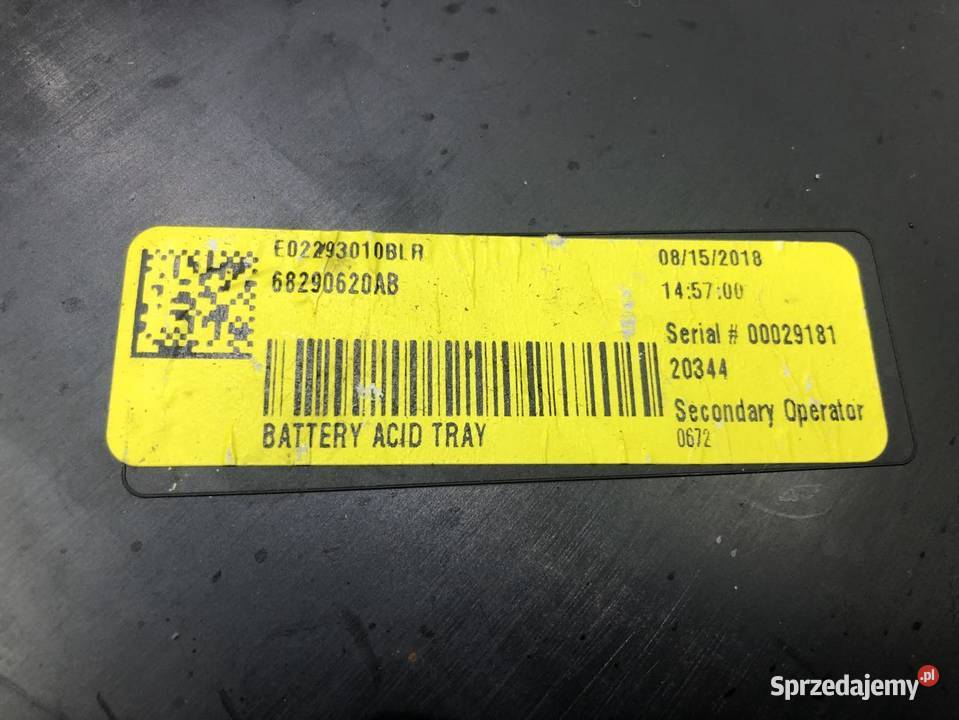 E02293010BLR
68290620AB
BATTERY ACID TRAY
08/15/2018
14:57:00
Serial # 00029181
20344
Secondary Operator
0672
Sprzedajemy.pl